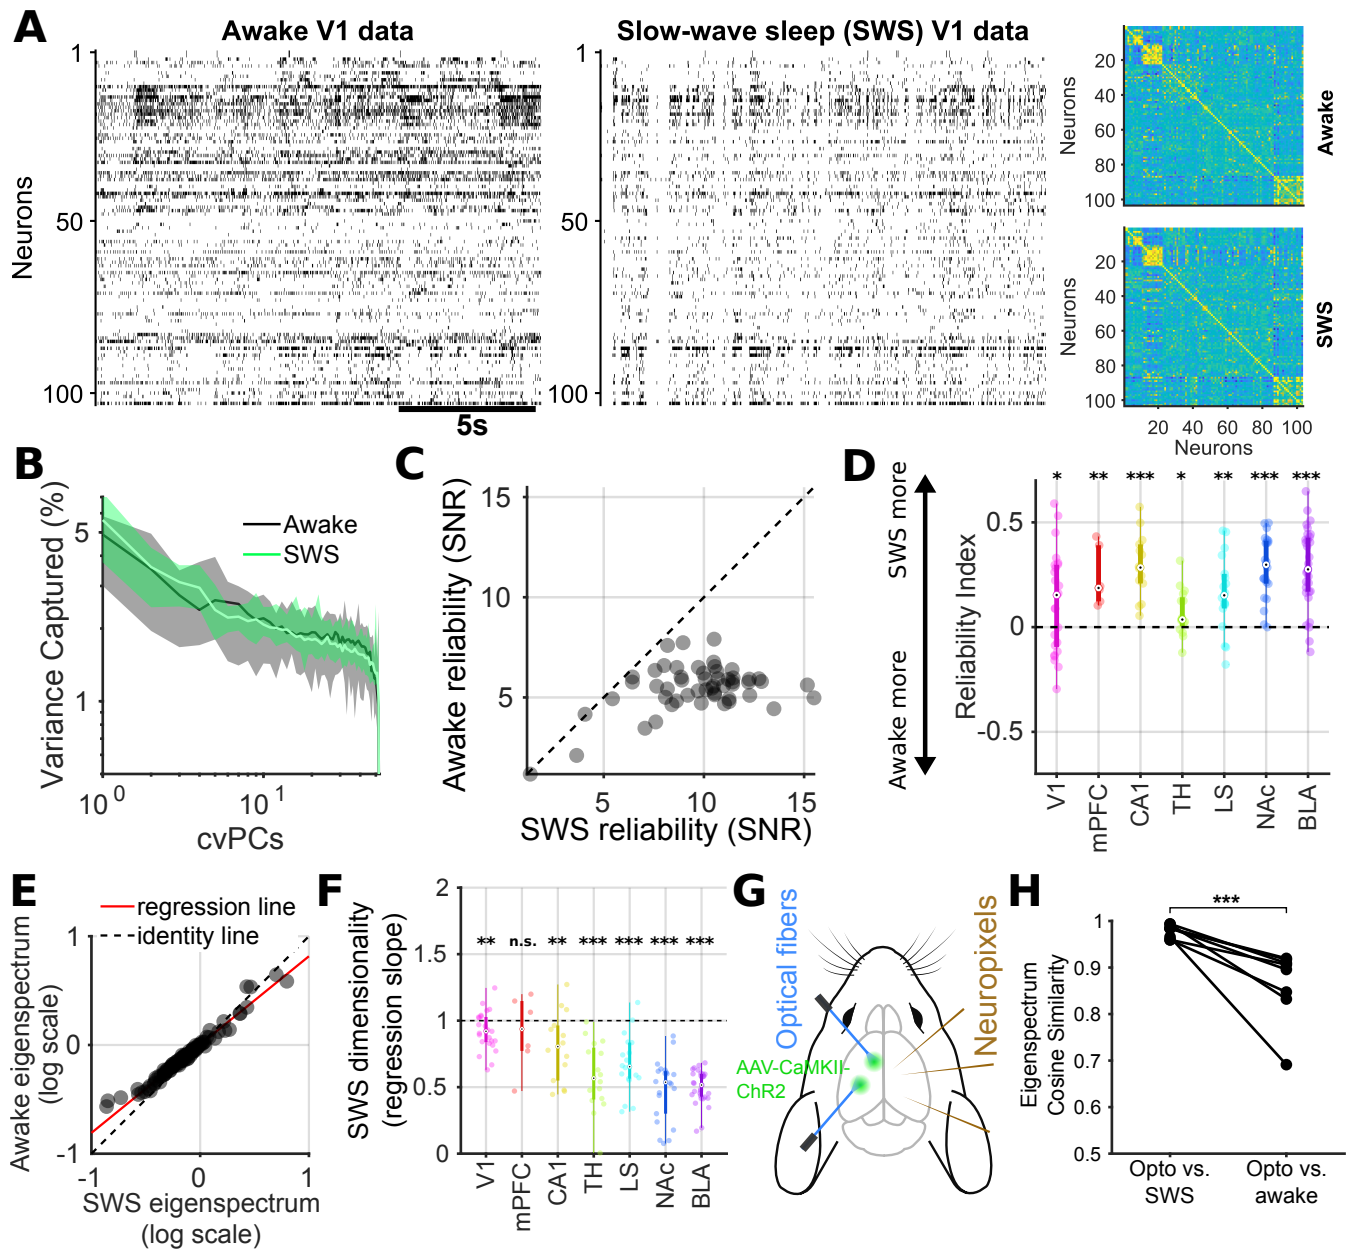 A
Awake V1 data
Slow-wave sleep (SWS) V1 data
1
50
100
Neurons
5s
1
50
100
20
40
60
80
100
Neurons
Awake
20
40
60
80
100
Neurons
SWS
20 40 60 80 100
Neurons
B
Variance Captured (%)
5
1
Awake
SWS
10^0 10^1
cvPCs
C
Awake reliability (SNR)
15
10
5
5 10 15
SWS reliability (SNR)
D
SWS more
Awake more
Reliability Index
0.5
0
-0.5
* ** *** * ** *** ***
V1 mPFC CA1 TH LS NAc BLA
E
Awake eigenspectrum
(log scale)
regression line
identity line
1
0
-1
-1 0 1
SWS eigenspectrum
(log scale)
F
SWS dimensionality
(regression slope)
2
1.5
1
0.5
0
** n.s. ** *** *** *** ***
V1 mPFC CA1 TH LS NAc BLA
G
Optical fibers
Neuropixels
AAV-CaMKII-
ChR2
H
Eigenspectrum
Cosine Similarity
***
1
0.9
0.8
0.7
0.6
0.5
Opto vs.
SWS
Opto vs.
awake